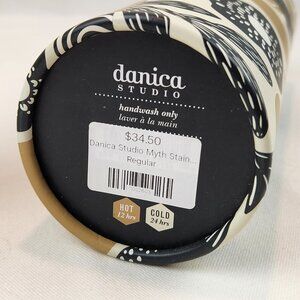 danica
STUDIO
handwash only
laver à la main
$34.50
Danica Studio Myth Stain...
Regular
HOT
12 hrs
COLD
24 hrs